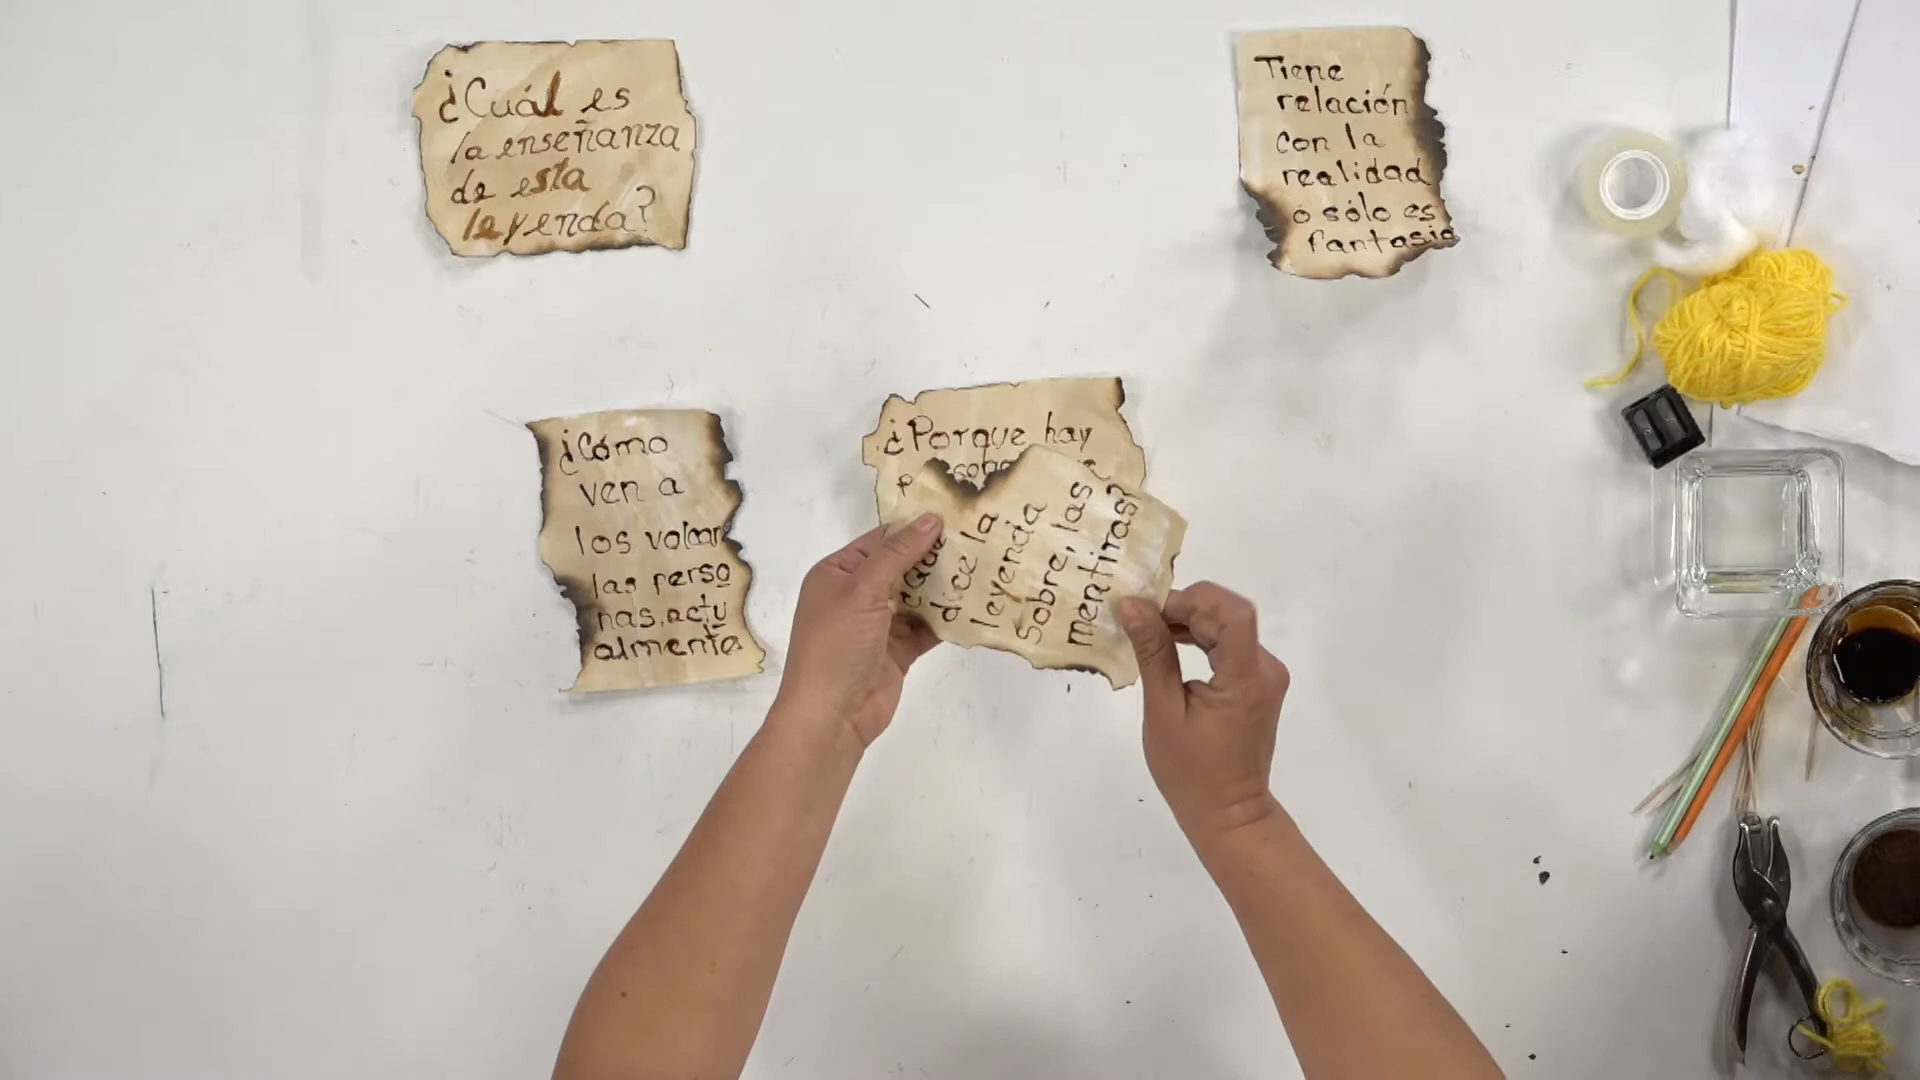 ¿Cuál es
la enseñanza
de esta
leyenda?
Tiene
relación
con la
realidad
o sólo es
fantasia
¿Cómo
ven a
los volcan
las perso
nas,actu
almente
¿Porque hay
dice la
leyenda
Sobre, las
mentiras?